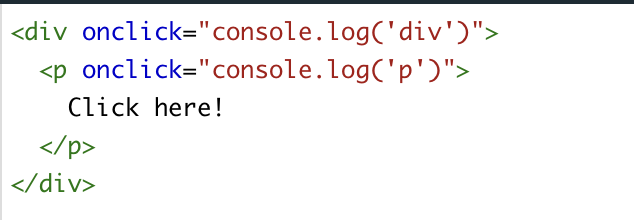 <div onclick="console.log('div')">
  <p onclick="console.log('p')">
    Click here!
  </p>
</div>